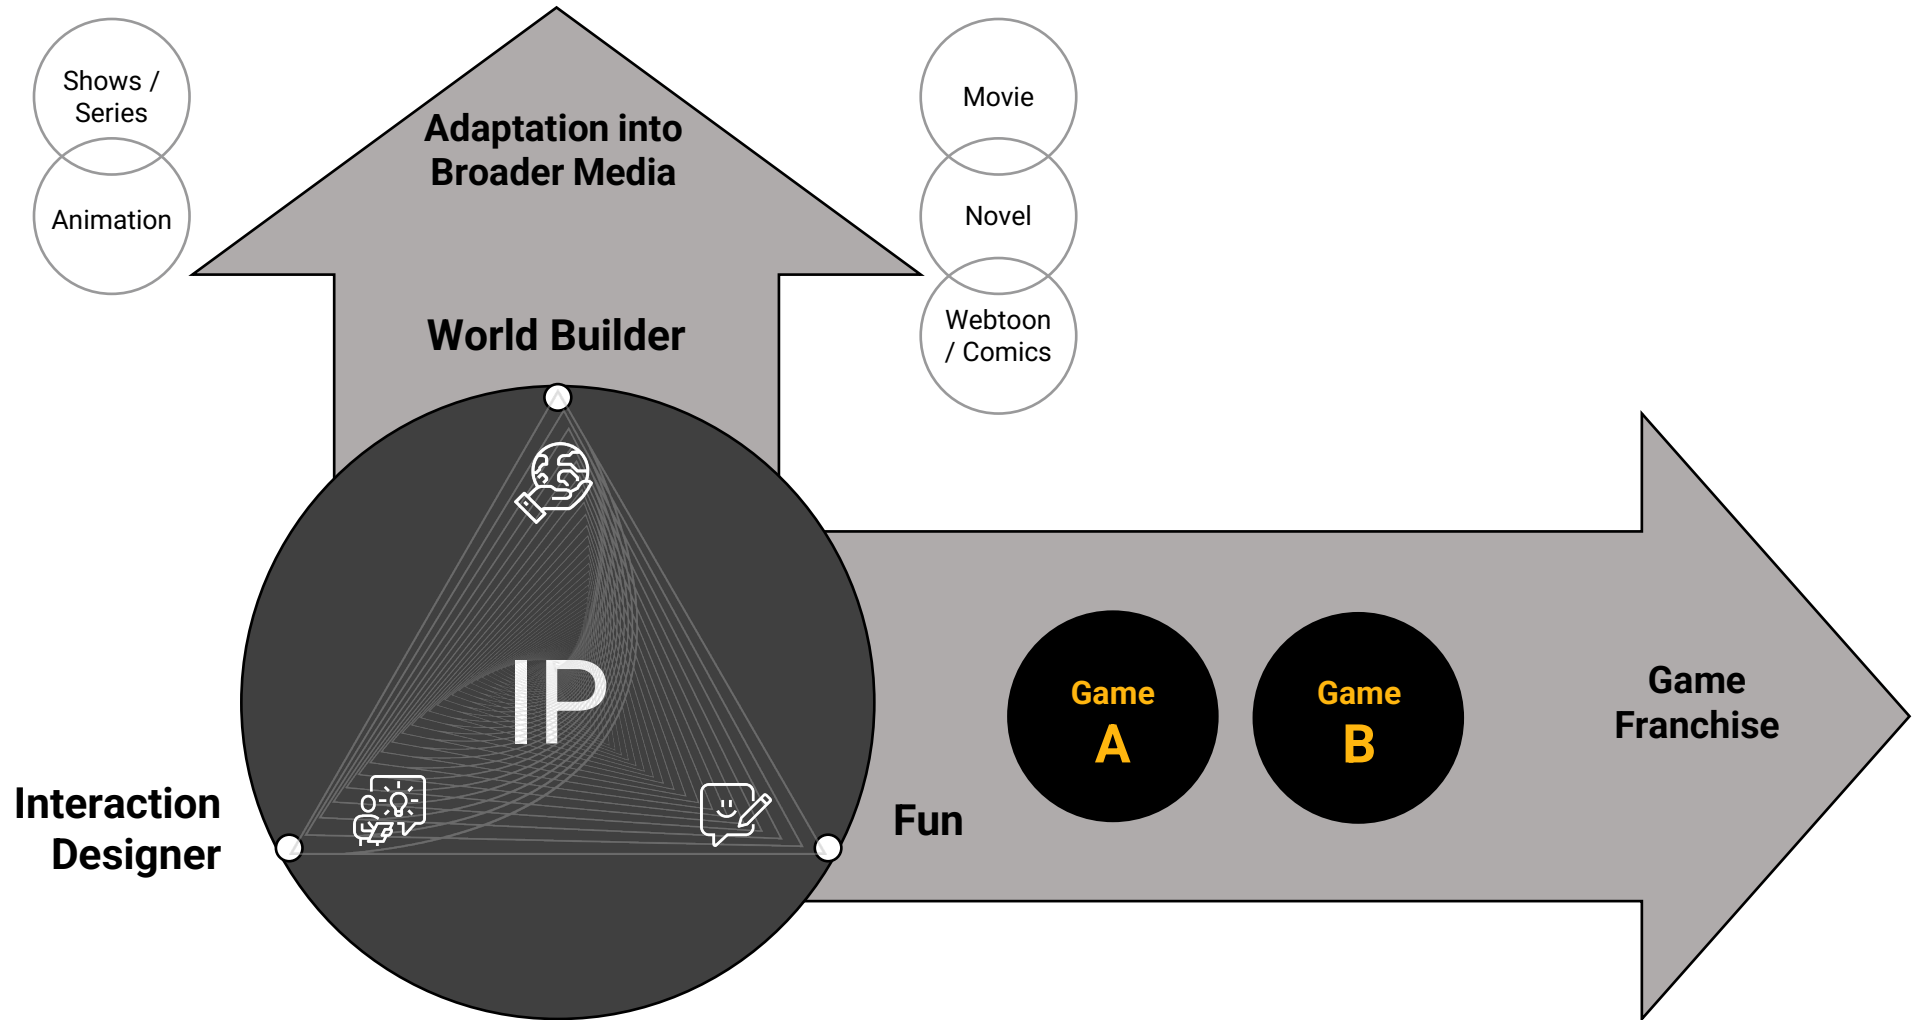 Shows /
Series
Animation
Adaptation into
Broader Media
Movie
Novel
Webtoon
/ Comics
World Builder
IP
Interaction
Designer
Fun
Game
A
Game
B
Game
Franchise